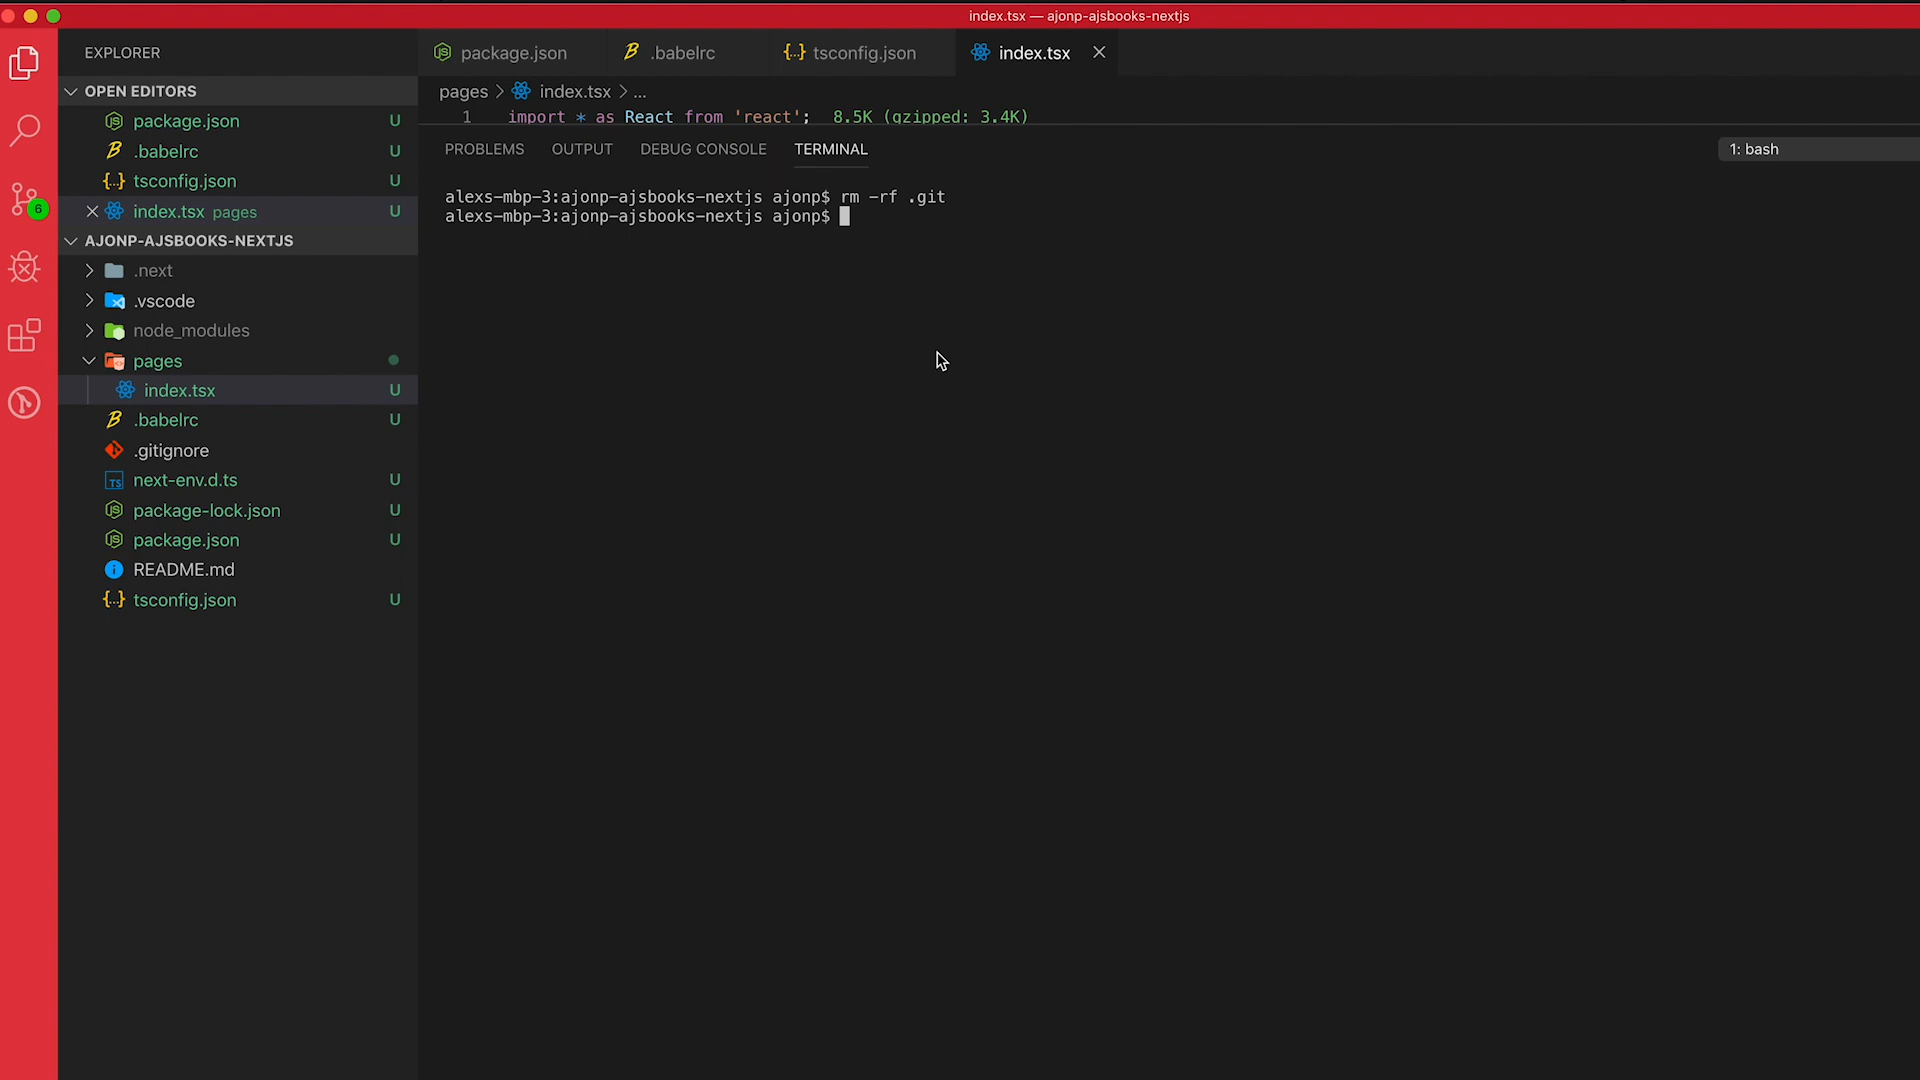 index.tsx — ajonp-ajsbooks-nextjs
EXPLORER
OPEN EDITORS
package.json U
.babelrc U
tsconfig.json U
index.tsx pages U
AJONP-AJSBOOKS-NEXTJS
.next
.vscode
node_modules
pages
index.tsx U
.babelrc U
.gitignore
TS next-env.d.ts U
package-lock.json U
package.json U
README.md
tsconfig.json U
6
package.json .babelrc tsconfig.json index.tsx
pages > index.tsx > ...
1 import * as React from 'react'; 8.5K (gzipped: 3.4K)
PROBLEMS OUTPUT DEBUG CONSOLE TERMINAL 1: bash
alexs-mbp-3:ajonp-ajsbooks-nextjs ajonp$ rm -rf .git
alexs-mbp-3:ajonp-ajsbooks-nextjs ajonp$